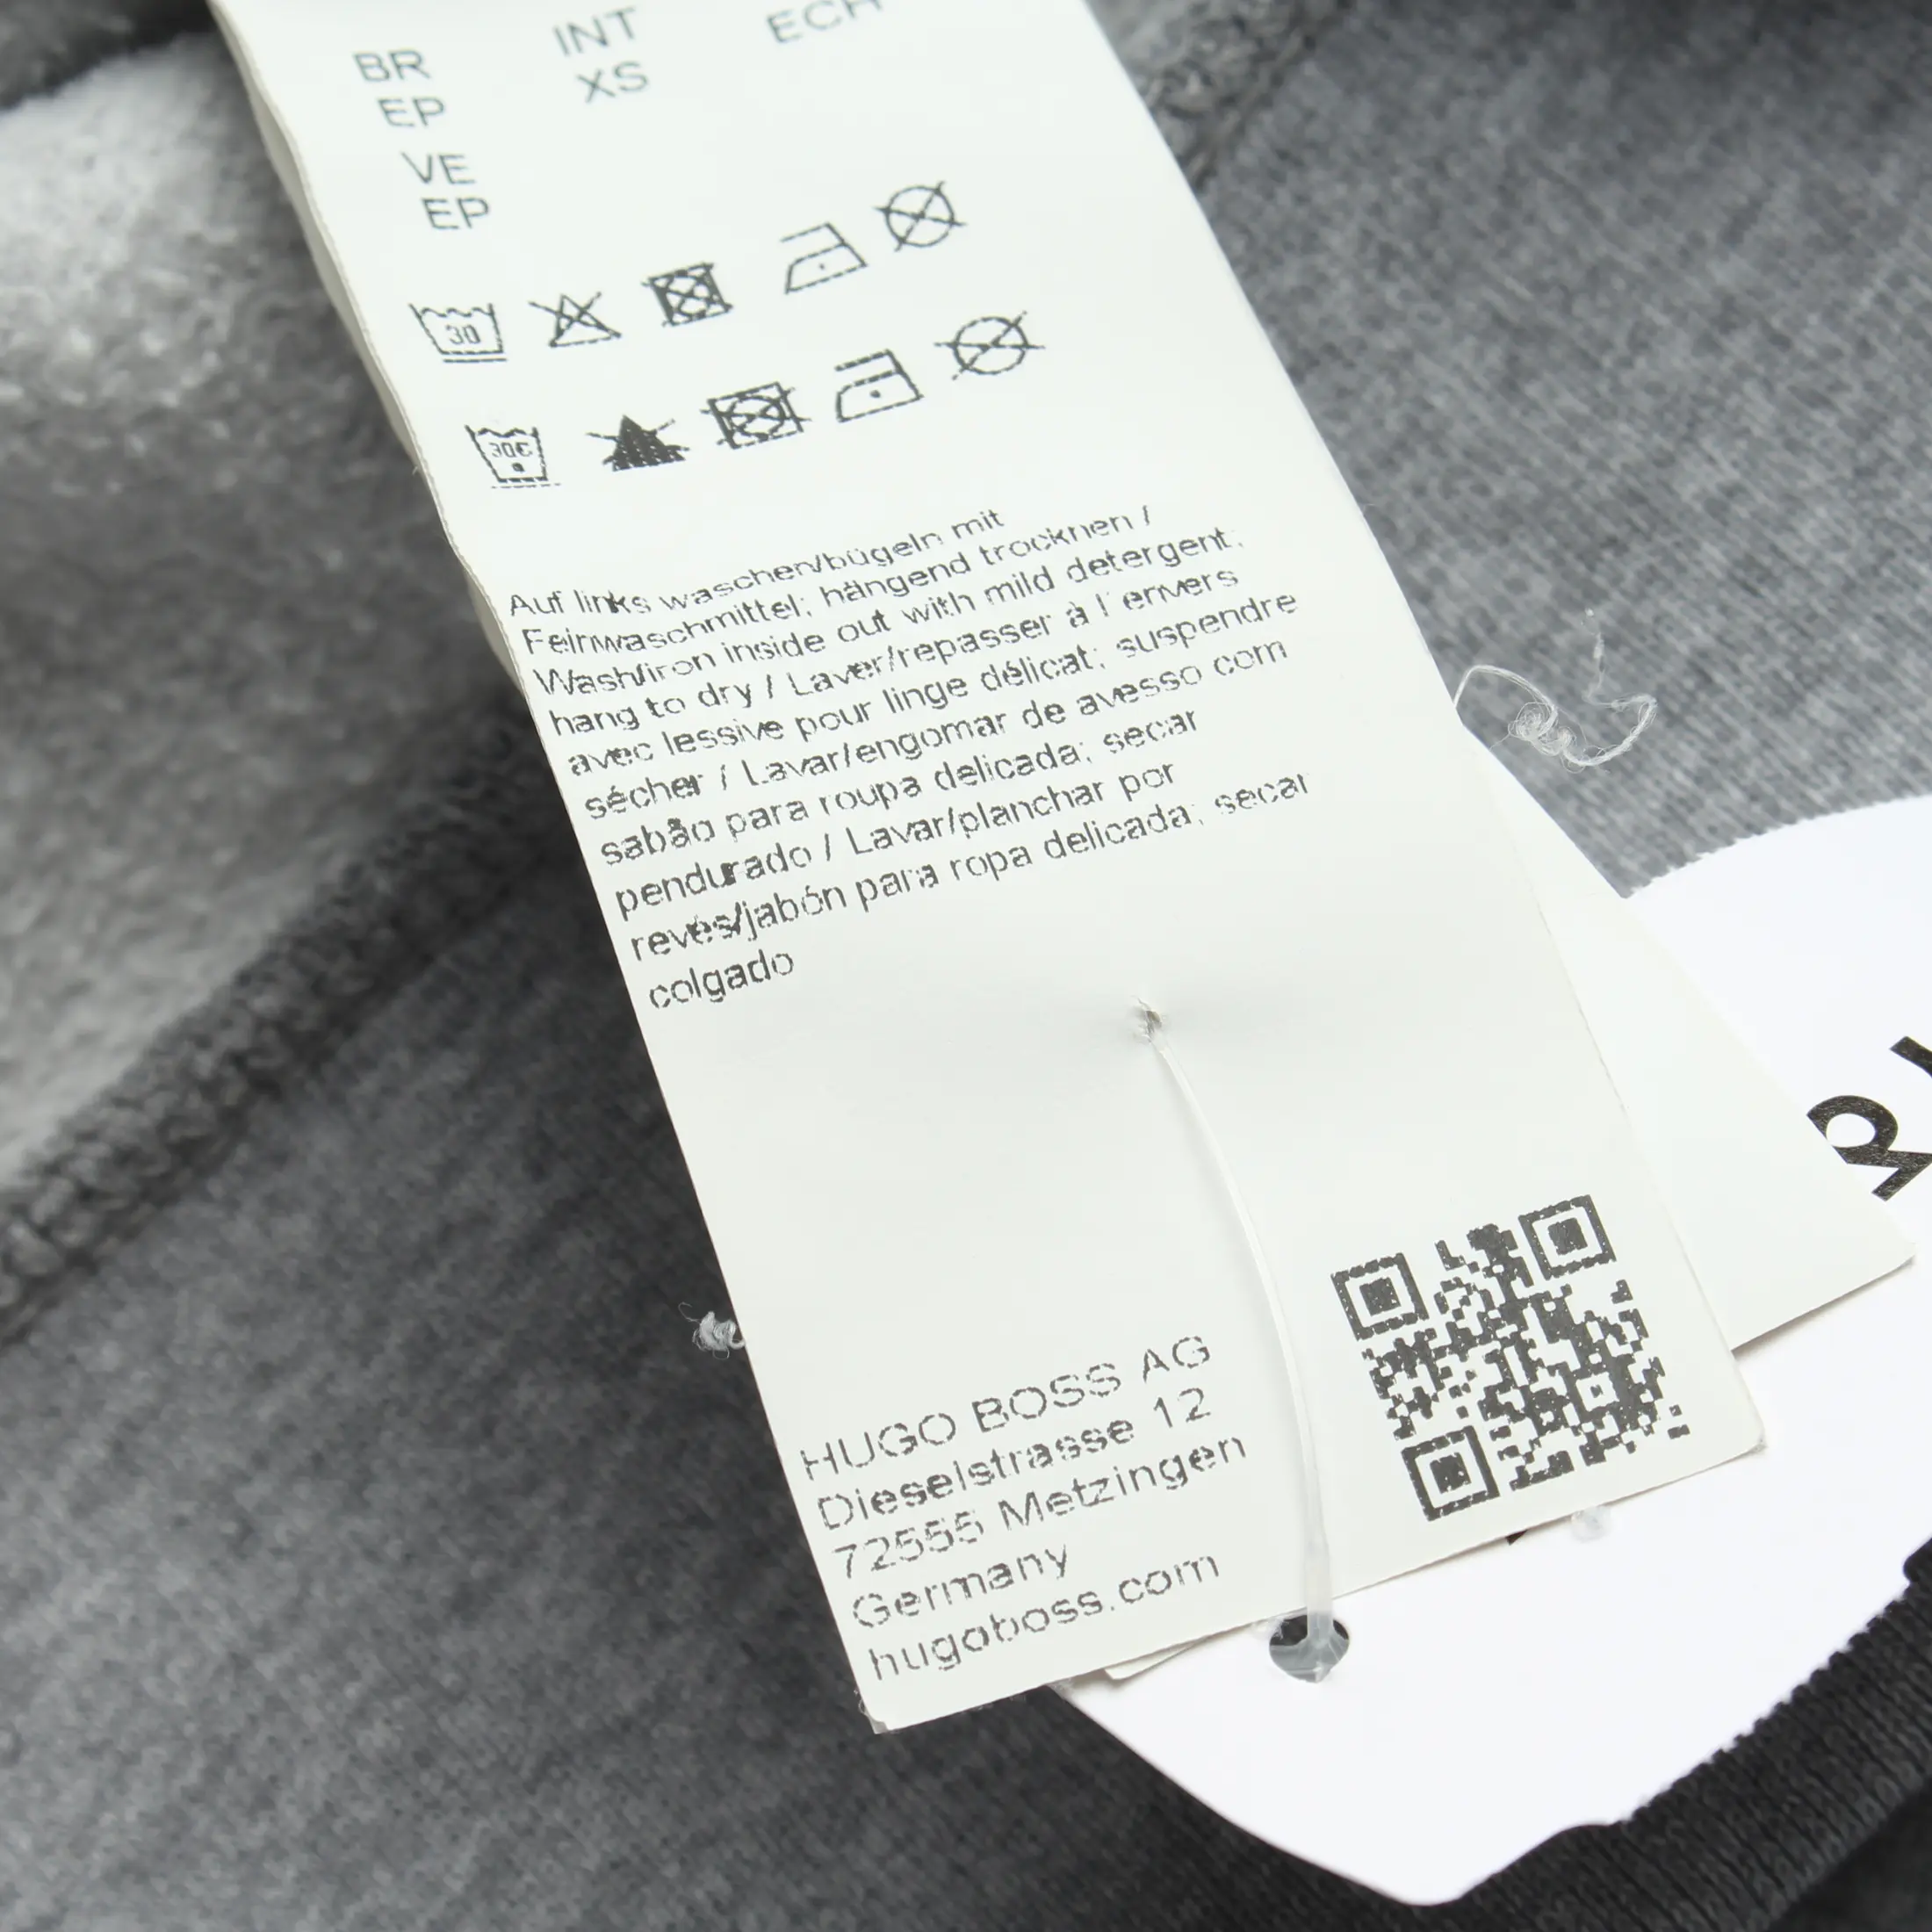 BR INT ECH
EP XS
VE
EP
30
30°C
Auf links waschen/bügeln mit
Feinwaschmittel; hängend trocknen /
Wash/iron inside out with mild detergent;
hang to dry / Laver/repasser à l'envers
avec lessive pour linge délicat; suspendre
sécher / Lavar/engomar de avesso com
sabão para roupa delicada; secar
pendurado / Lavar/planchar por
revés/jabón para ropa delicada; secar
colgado
HUGO BOSS AG
Dieselstrasse 12
72555 Metzingen
Germany
hugoboss.com